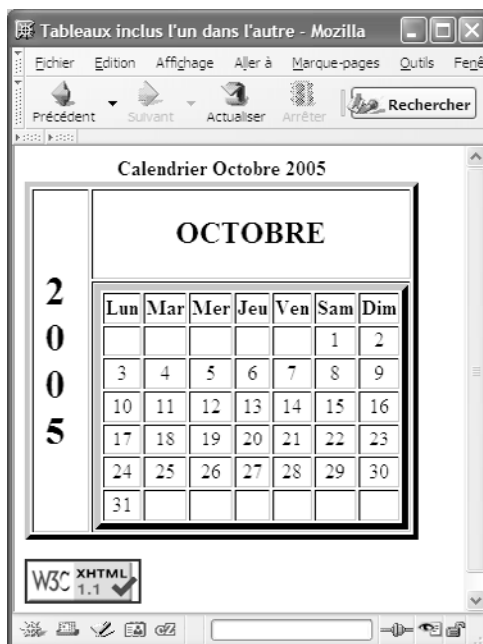 Tableaux inclus l'un dans l'autre - Mozilla
Fichier Edition Affichage Aller à Marque-pages Outils Fenê
Précédent Suivant Actualiser Arrêter Rechercher
Calendrier Octobre 2005
OCTOBRE
2
0
0
5
Lun Mar Mer Jeu Ven Sam Dim
1 2
3 4 5 6 7 8 9
10 11 12 13 14 15 16
17 18 19 20 21 22 23
24 25 26 27 28 29 30
31
W3C XHTML 1.1